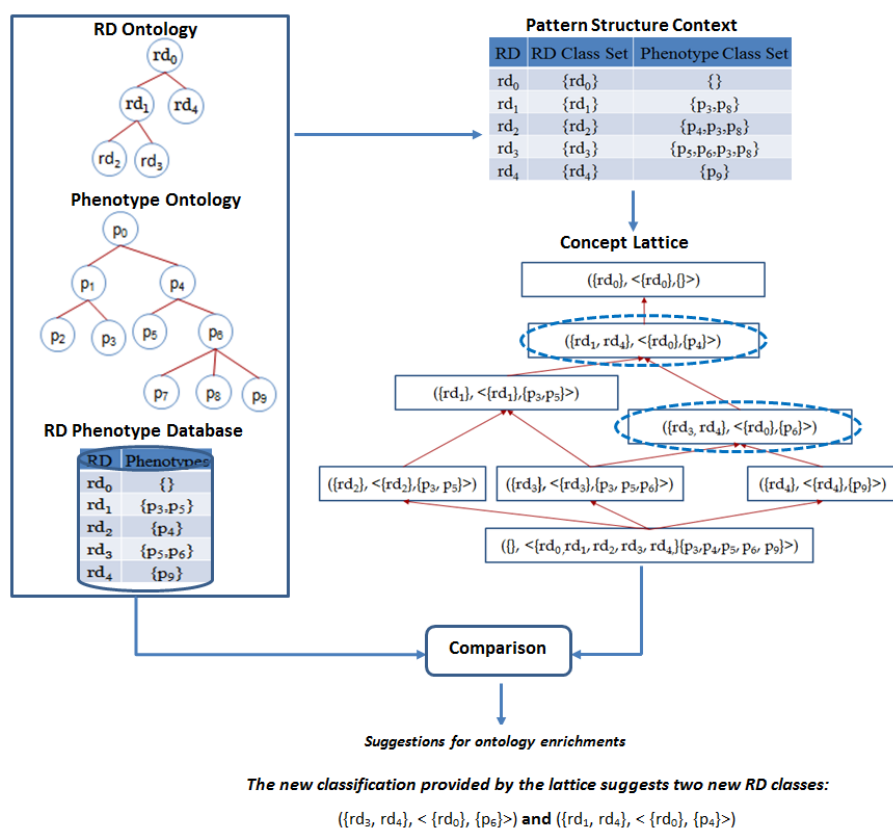 RD Ontology
rd0
rd1
rd4
rd2
rd3
Phenotype Ontology
p0
p1
p4
p2
p3
p5
p6
p7
p8
p9
RD Phenotype Database
RD Phenotypes
rd0 {}
rd1 {p3,p5}
rd2 {p4}
rd3 {p5,p6}
rd4 {p9}
Pattern Structure Context
RD RD Class Set Phenotype Class Set
rd0 {rd0} {}
rd1 {rd1} {p3,p8}
rd2 {rd2} {p4,p3,p8}
rd3 {rd3} {p5,p6,p3,p8}
rd4 {rd4} {p9}
Concept Lattice
({rd0}, <{rd0},{}>)
({rd1, rd4}, <{rd0},{p4}>)
({rd1}, <{rd1},{p3,p5}>)
({rd3, rd4}, <{rd0},{p6}>)
({rd2}, <{rd2},{p3, p5}>)
({rd3}, <{rd3},{p3, p5,p6}>)
({rd4}, <{rd4},{p9}>)
({}, <{rd0,rd1, rd2, rd3, rd4,}{p3,p4,p5, p6, p9}>)
Comparison
Suggestions for ontology enrichments
The new classification provided by the lattice suggests two new RD classes:
({rd3, rd4}, < {rd0}, {p6}>) and ({rd1, rd4}, < {rd0}, {p4}>)